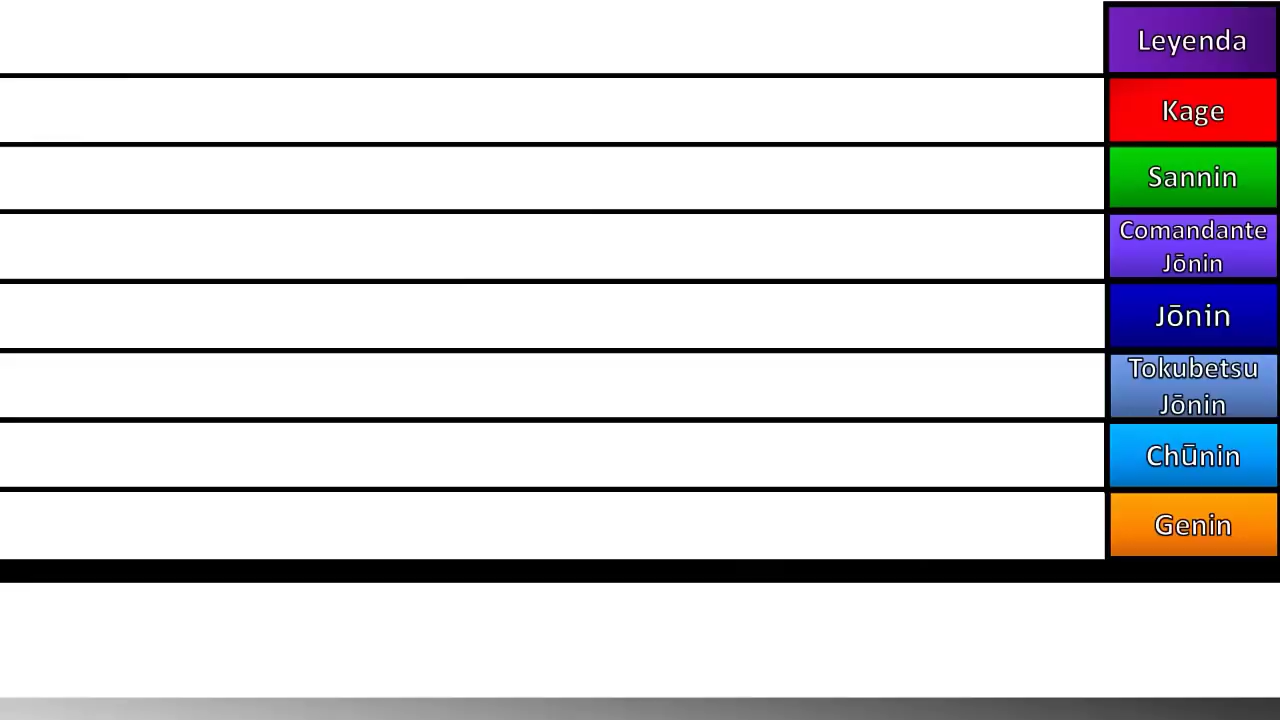 Leyenda
Kage
Sannin
Comandante
Jōnin
Jōnin
Tokubetsu
Jōnin
Chūnin
Genin